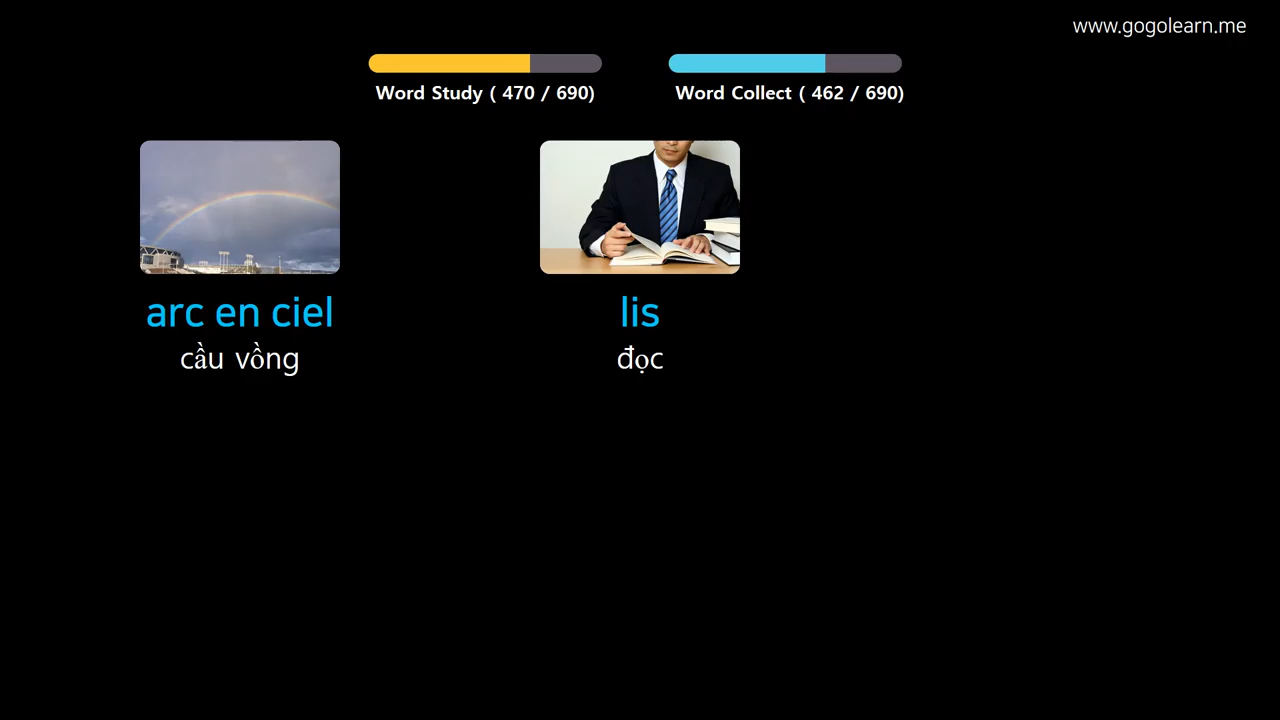 www.gogolearn.me
Word Study ( 470 / 690)
Word Collect ( 462 / 690)
arc en ciel
cầu vồng
lis
đọc